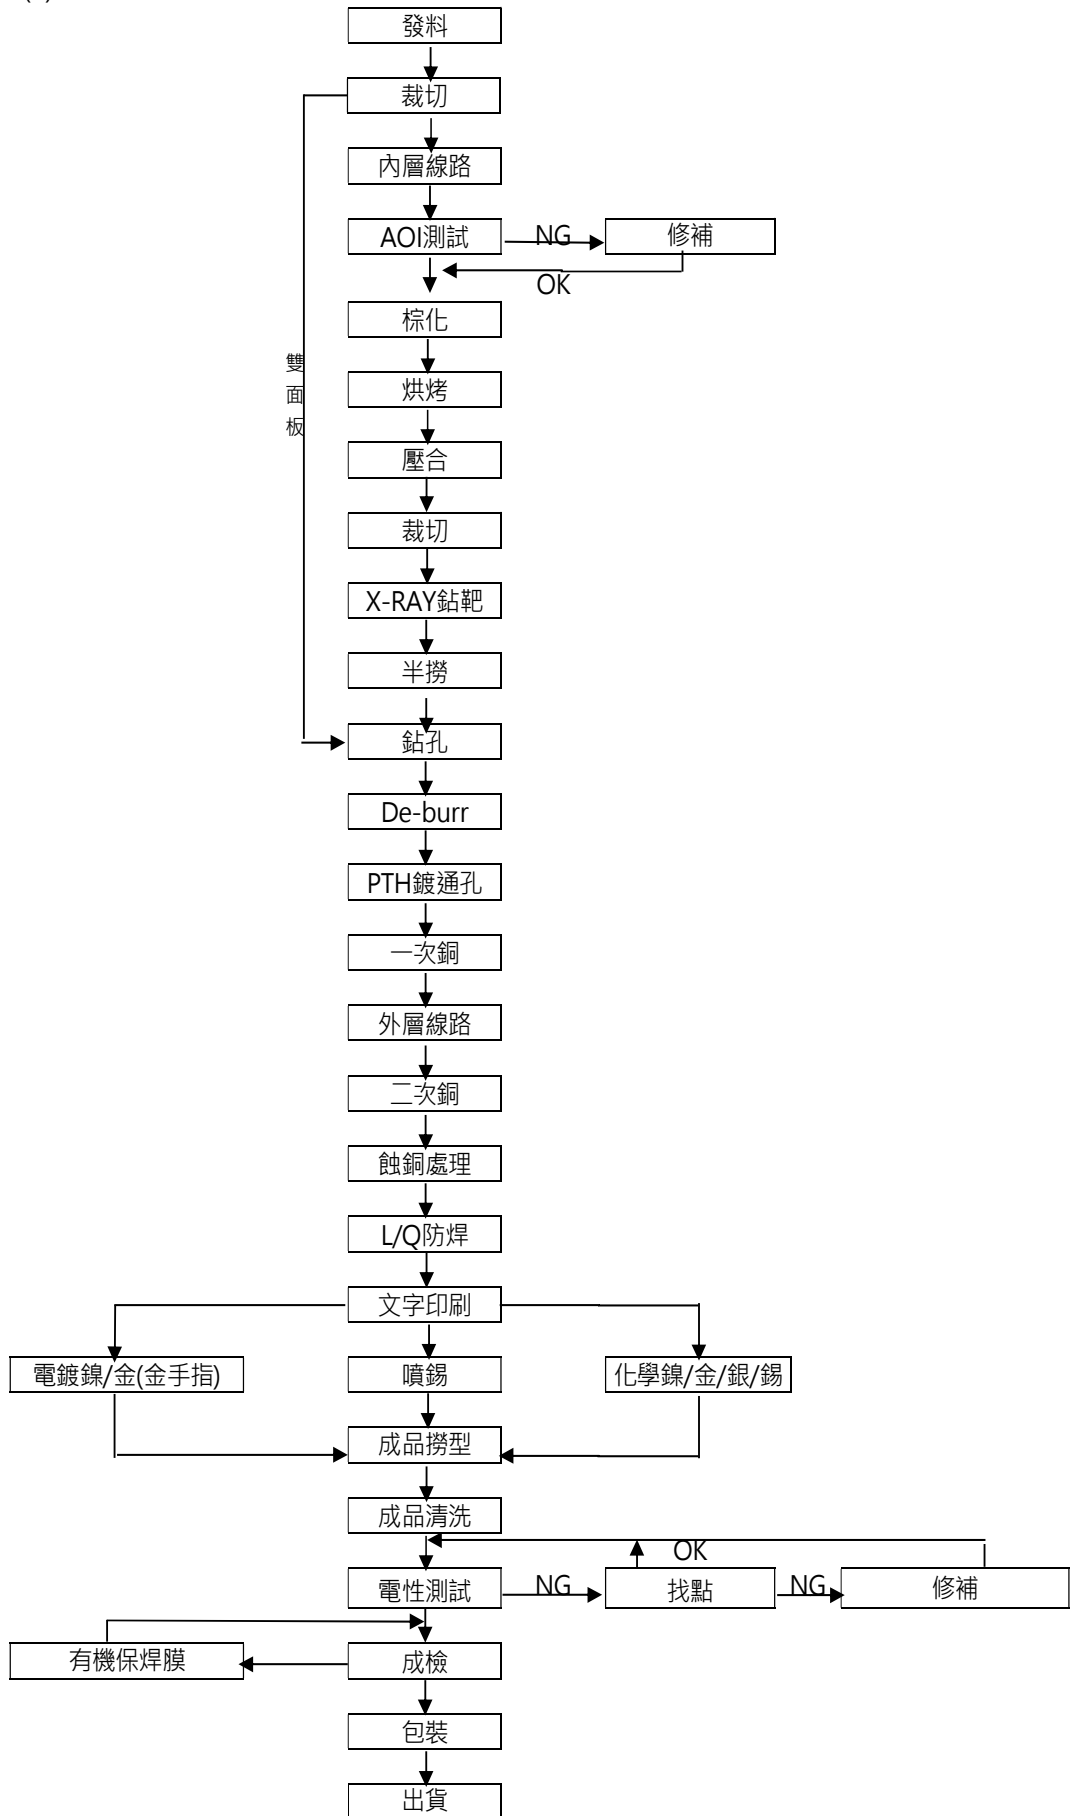 發料
裁切
內層線路
AOI測試
NG
修補
OK
棕化
雙面板
烘烤
壓合
裁切
X-RAY鉆靶
半撈
鉆孔
De-burr
PTH鍍通孔
一次銅
外層線路
二次銅
蝕銅處理
L/Q防焊
文字印刷
電鍍鎳/金(金手指)
噴錫
化學鎳/金/銀/錫
成品撈型
成品清洗
OK
電性測試
NG
找點
NG
修補
有機保焊膜
成檢
包裝
出貨